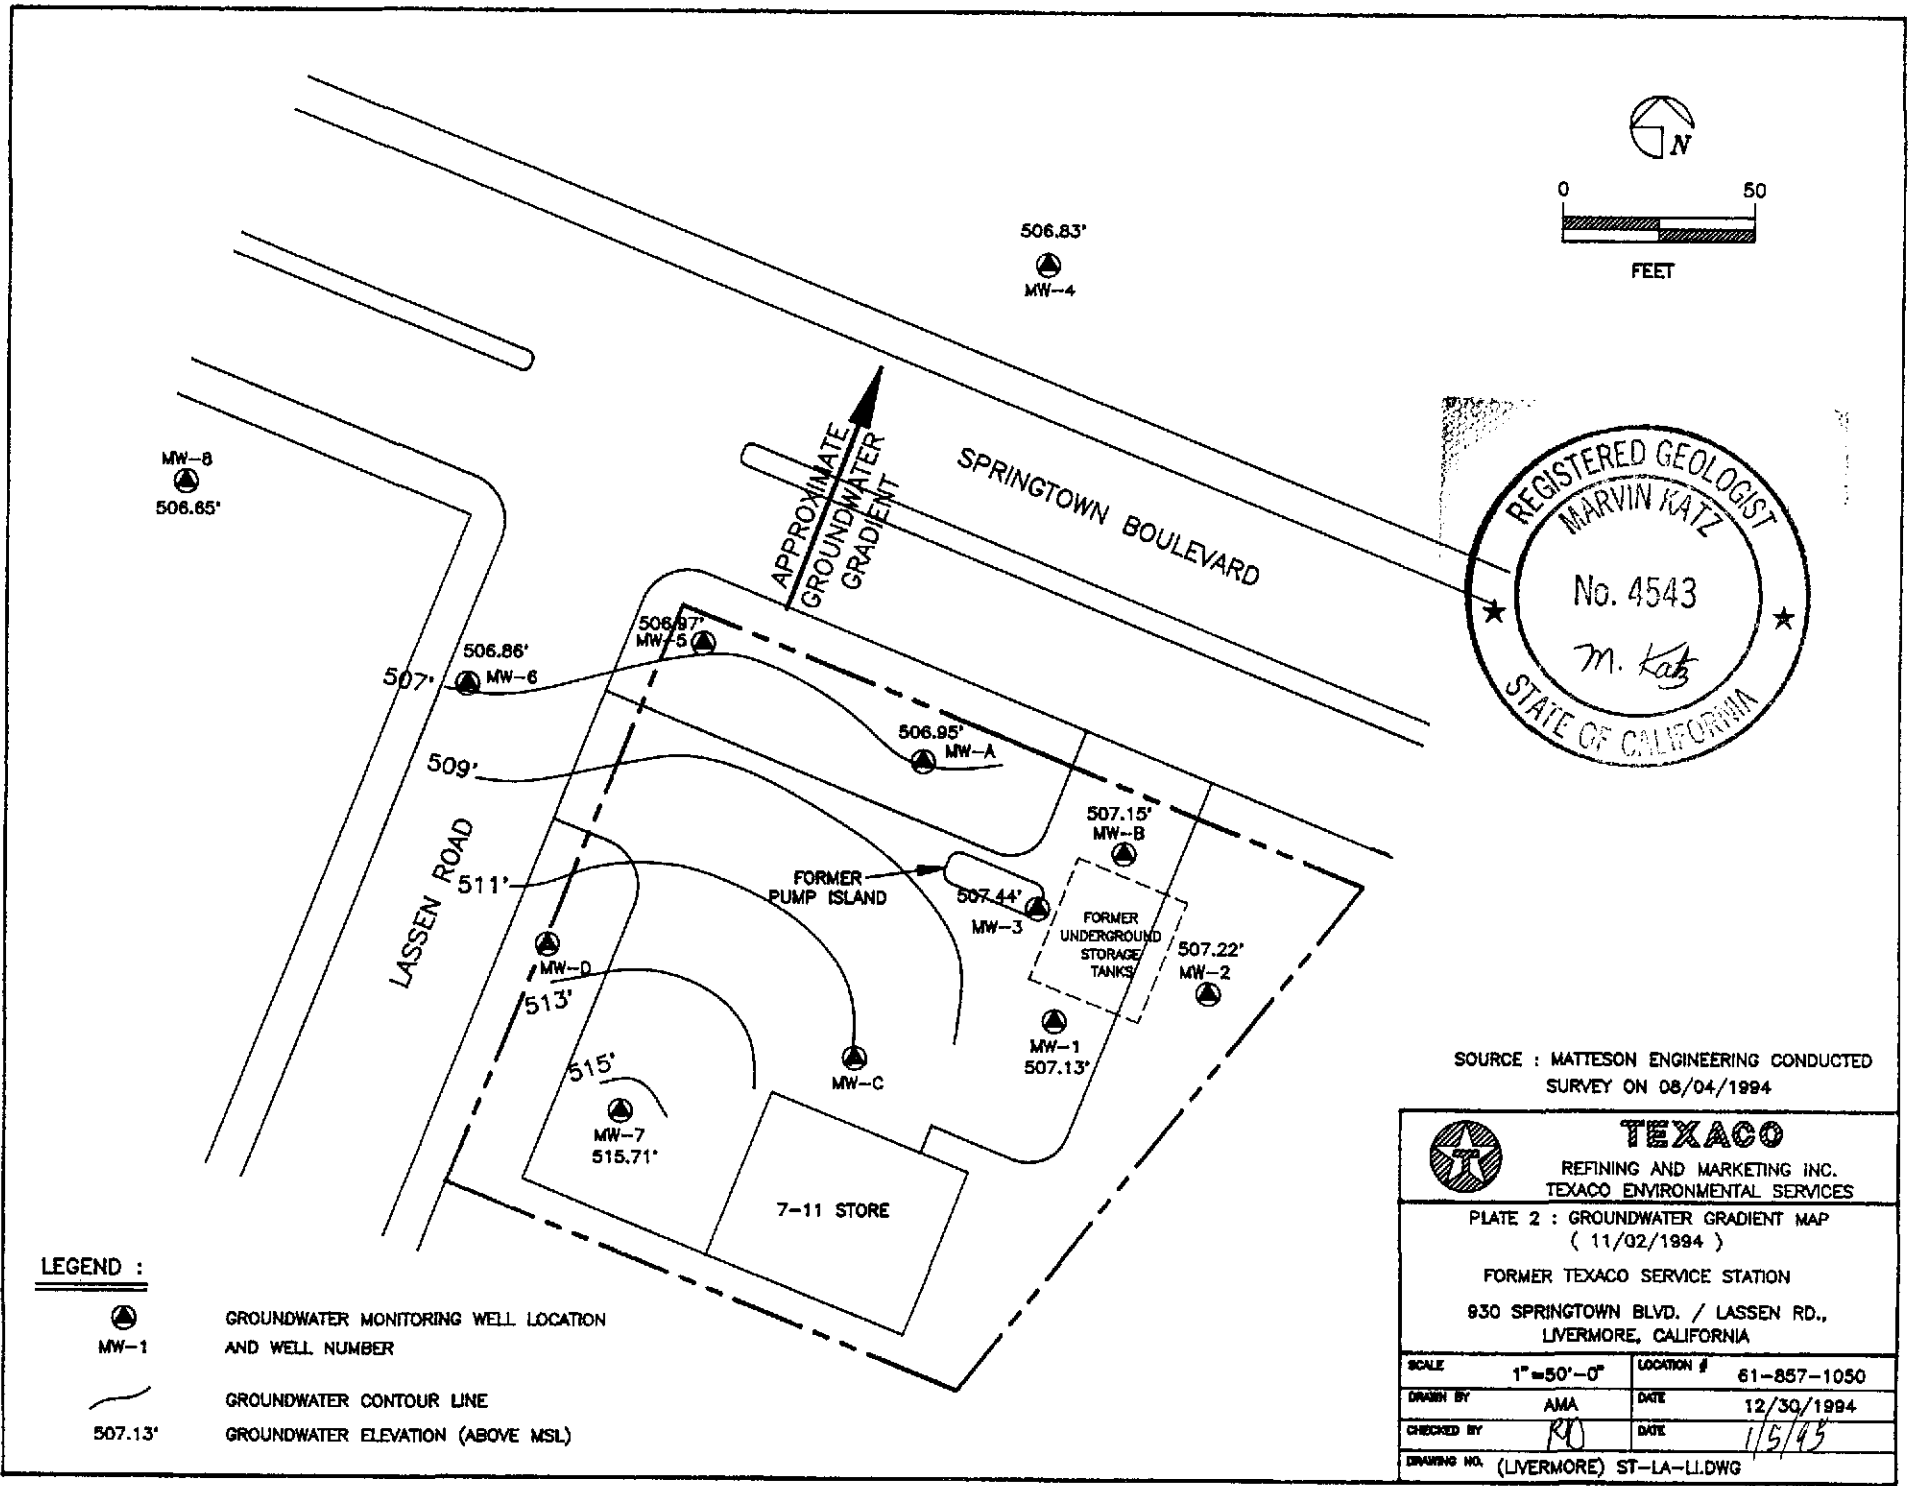 N
0 50
FEET
506.83'
MW-4
MW-8
506.65'
APPROXIMATE
GROUNDWATER
GRADIENT
SPRINGTOWN BOULEVARD
REGISTERED GEOLOGIST
MARVIN KATZ
No. 4543
M. Katz
STATE OF CALIFORNIA
506.97'
MW-5
506.86'
MW-6
507'
506.95'
MW-A
509'
507.15'
MW-B
LASSEN ROAD
511'
FORMER
PUMP ISLAND
507.44'
MW-3
FORMER
UNDERGROUND
STORAGE
TANKS
507.22'
MW-2
MW-D
513'
MW-1
507.13'
515'
MW-C
MW-7
515.71'
7-11 STORE
SOURCE : MATTESON ENGINEERING CONDUCTED
SURVEY ON 08/04/1994
LEGEND :
MW-1
GROUNDWATER MONITORING WELL LOCATION
AND WELL NUMBER
GROUNDWATER CONTOUR LINE
507.13' GROUNDWATER ELEVATION (ABOVE MSL)
T
TEXACO
REFINING AND MARKETING INC.
TEXACO ENVIRONMENTAL SERVICES
PLATE 2 : GROUNDWATER GRADIENT MAP
( 11/02/1994 )
FORMER TEXACO SERVICE STATION
930 SPRINGTOWN BLVD. / LASSEN RD.,
LIVERMORE, CALIFORNIA
SCALE 1"=50'-0" LOCATION # 61-857-1050
DRAWN BY AMA DATE 12/30/1994
CHECKED BY RD DATE 1/5/95
DRAWING NO. (LIVERMORE) ST-LA-LI.DWG